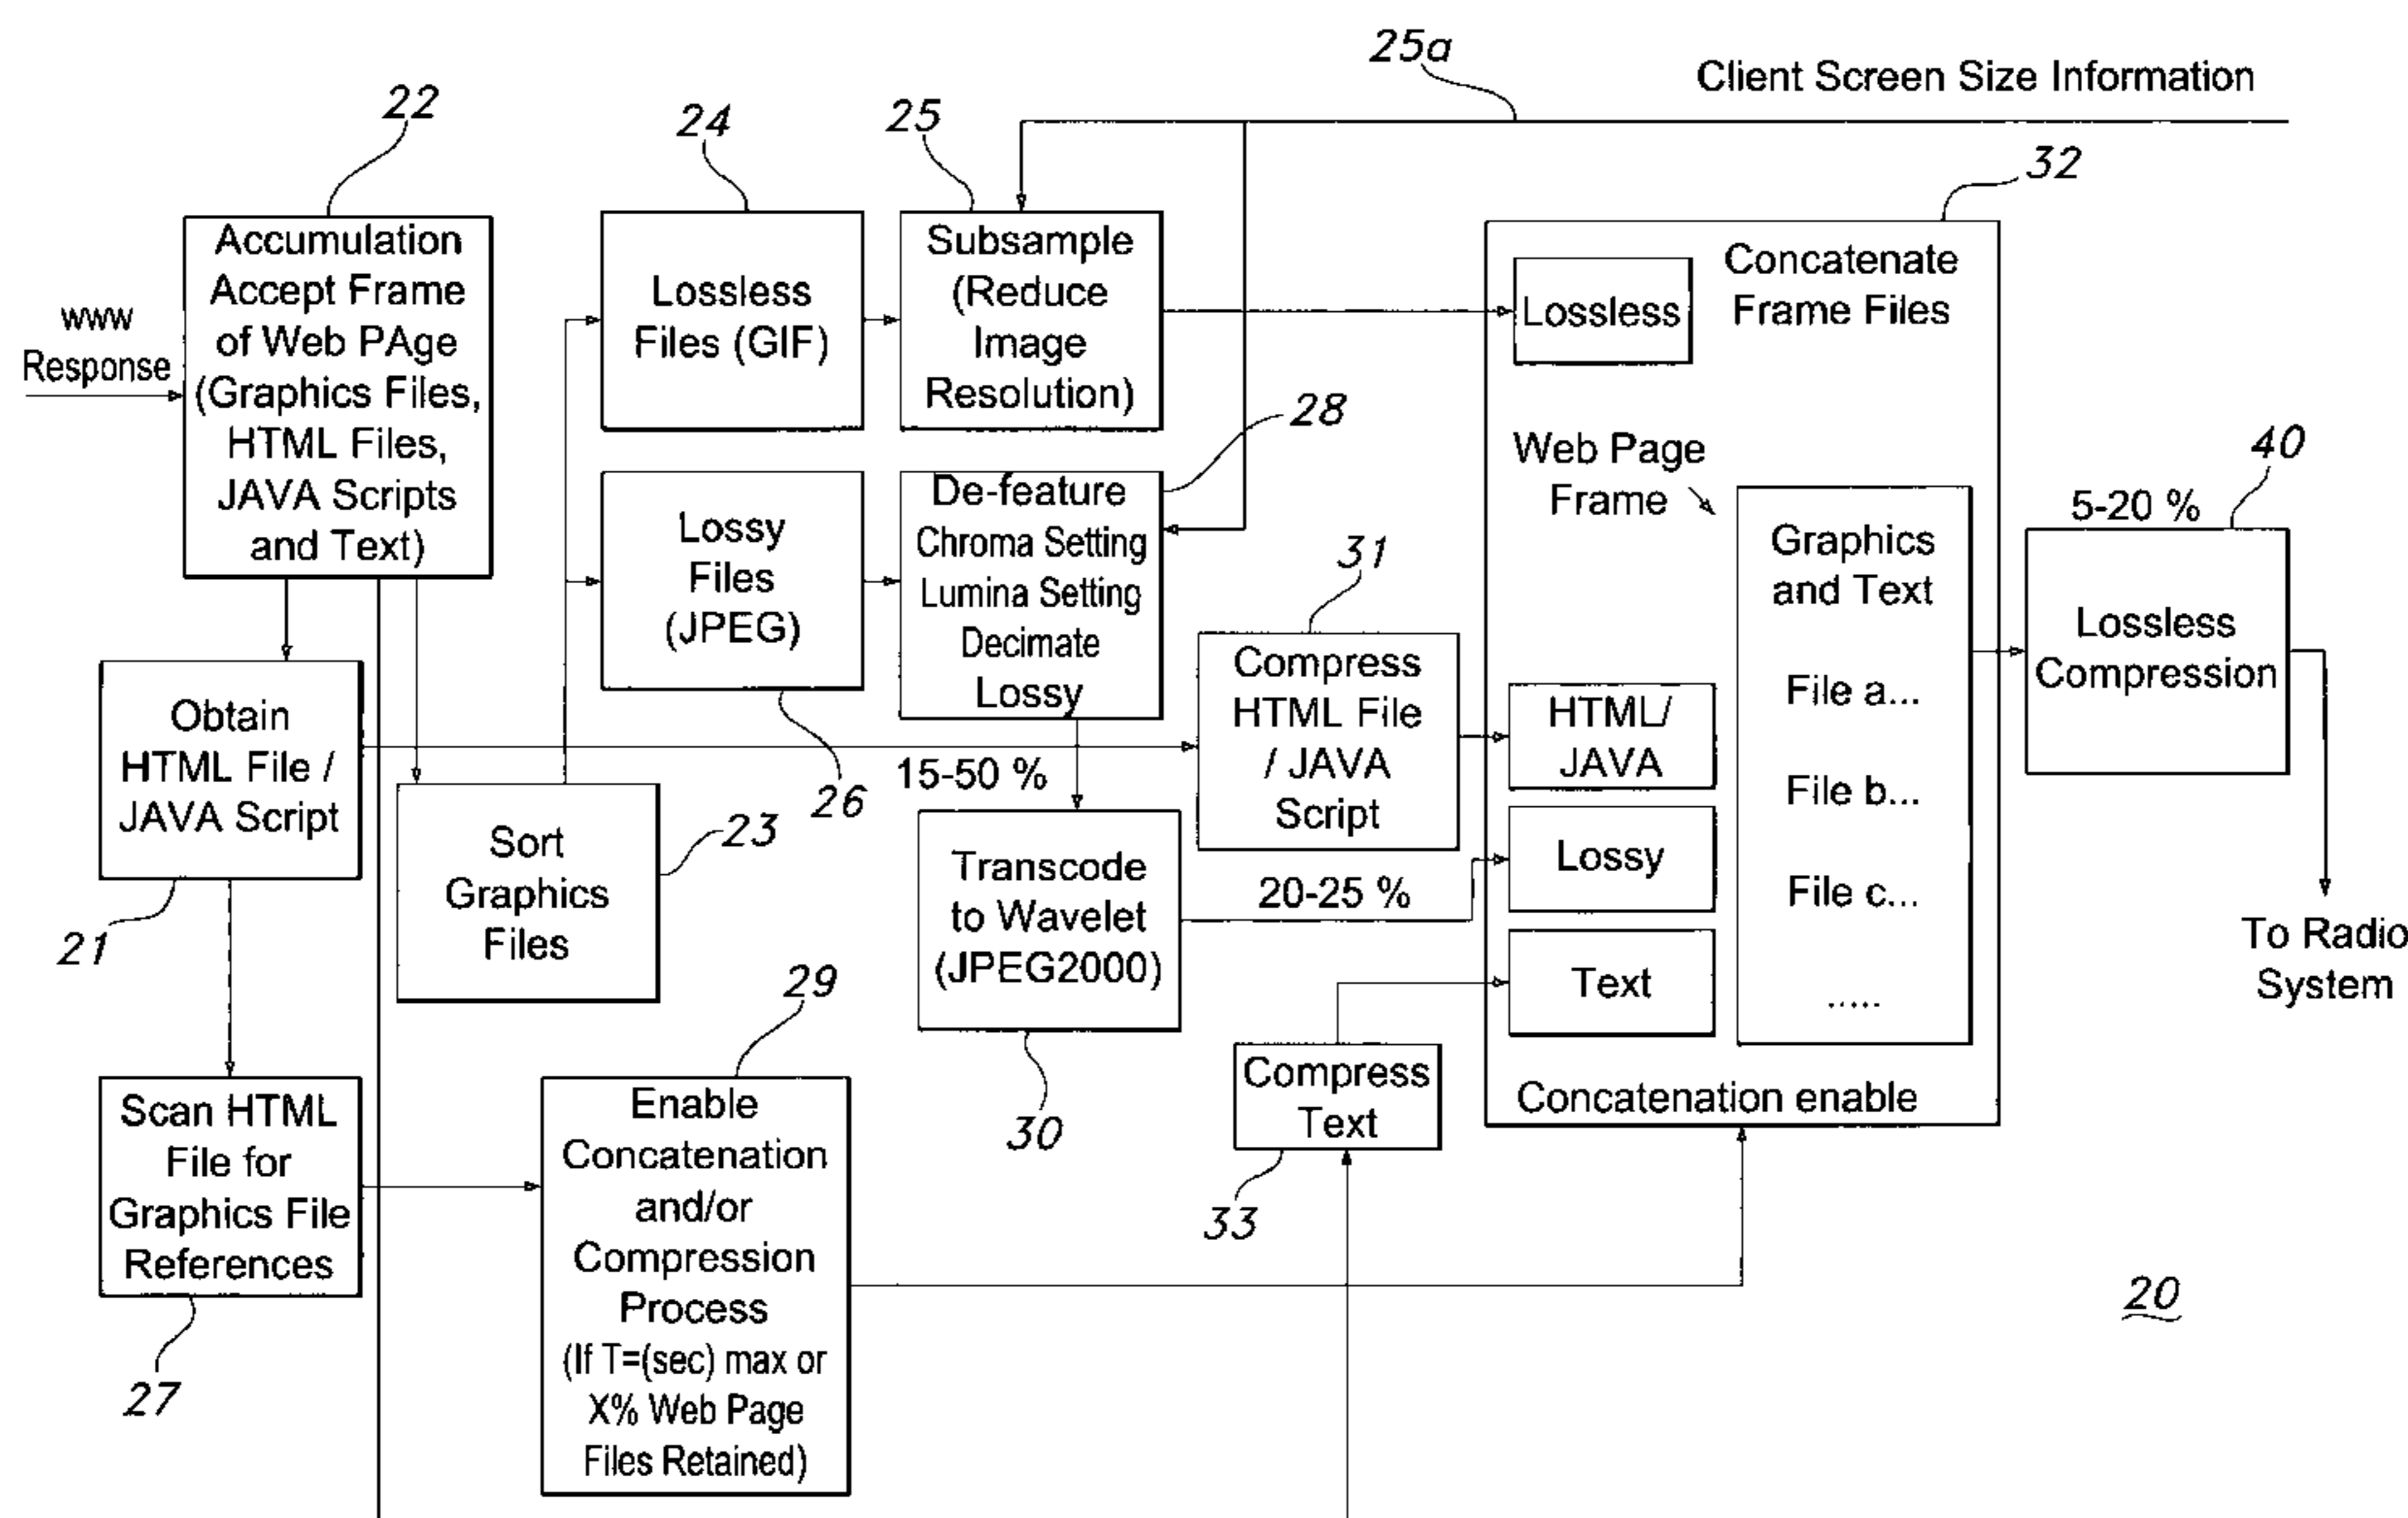 25a
Client Screen Size Information
22
24
25
32
Accumulation
Accept Frame
of Web PAge
(Graphics Files,
HTML Files,
JAVA Scripts
and Text)
www
Response
Lossless
Files (GIF)
Subsample
(Reduce
Image
Resolution)
Lossless
Concatenate
Frame Files
28
Web Page
Frame
40
5-20 %
Lossy
Files
(JPEG)
De-feature
Chroma Setting
Lumina Setting
Decimate
Lossy
31
Graphics
and Text
File a...
File b...
File c...
.....
Lossless
Compression
Obtain
HTML File /
JAVA Script
Compress
HTML File
/ JAVA
Script
HTML/
JAVA
15-50 %
26
23
Sort
Graphics
Files
Transcode
to Wavelet
(JPEG2000)
20-25 %
Lossy
Text
To Radio
System
21
29
30
Compress
Text
Concatenation enable
33
Scan HTML
File for
Graphics File
References
Enable
Concatenation
and/or
Compression
Process
(If T=(sec) max or
X% Web Page
Files Retained)
27
20